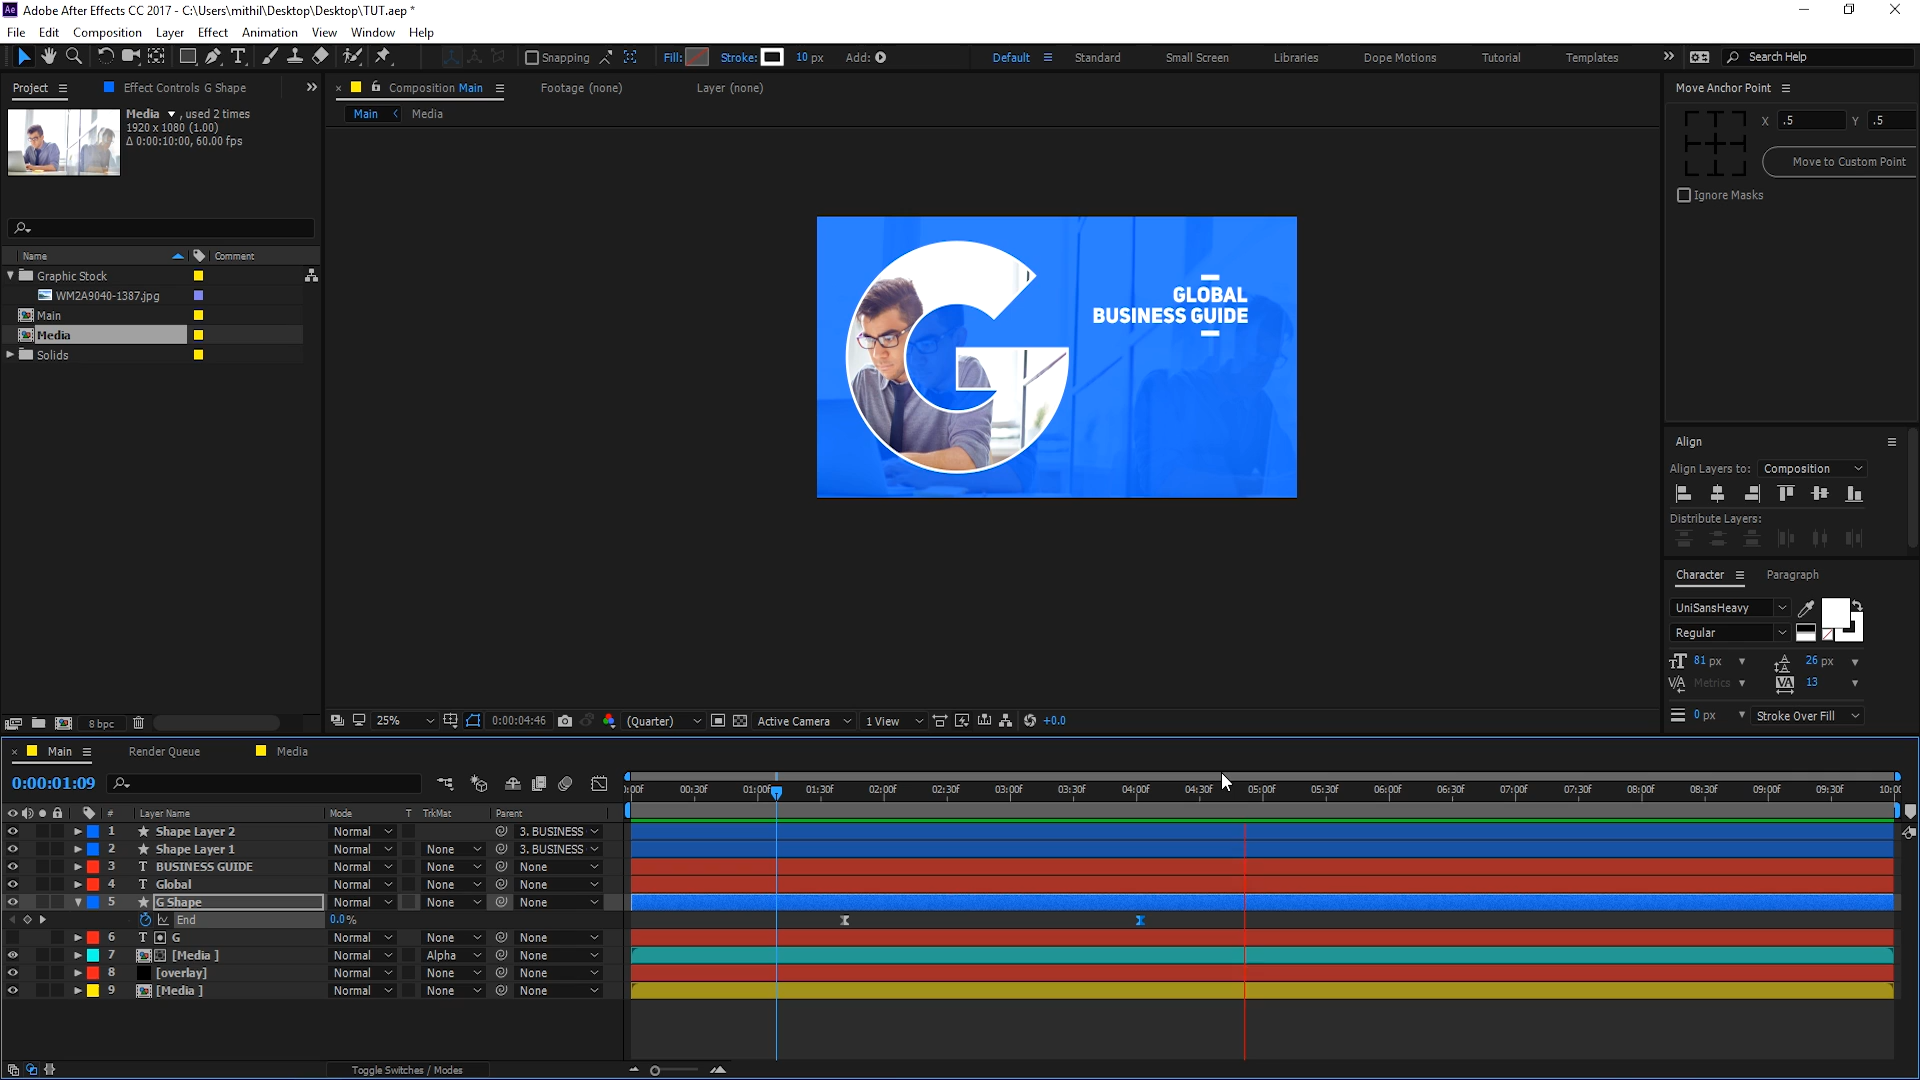 Ae Adobe After Effects CC 2017 - C:\Users\mithil\Desktop\Desktop\TUT.aep *
File Edit Composition Layer Effect Animation View Window Help
Snapping Fill: Stroke: 10 px Add: Default Standard Small Screen Libraries Dope Motions Tutorial Templates Search Help
Project Effect Controls G Shape
Composition Main Footage (none) Layer (none)
Move Anchor Point
Media , used 2 times
1920 x 1080 (1.00)
Δ 0:00:10:00, 60.00 fps
Main Media
X .5 Y .5
Move to Custom Point
Ignore Masks
Name Comment
Graphic Stock
WM2A9040-1387.jpg
Main
Media
Solids
GLOBAL
BUSINESS GUIDE
G
Align
Align Layers to: Composition
Distribute Layers:
Character Paragraph
UniSansHeavy
Regular
81 px 26 px
Metrics 13
0 px Stroke Over Fill
8 bpc
25% 0:00:04:46 (Quarter) Active Camera 1 View +0.0
Main Render Queue Media
0:00:01:09
:00f 00:30f 01:00f 01:30f 02:00f 02:30f 03:00f 03:30f 04:00f 04:30f 05:00f 05:30f 06:00f 06:30f 07:00f 07:30f 08:00f 08:30f 09:00f 09:30f 10:00
# Layer Name Mode T TrkMat Parent
1 Shape Layer 2 Normal 3. BUSINESS
2 Shape Layer 1 Normal None 3. BUSINESS
3 T BUSINESS GUIDE Normal None None
4 T Global Normal None None
5 G Shape Normal None None
End 0.0%
6 T G Normal None None
7 [Media ] Normal Alpha None
8 [overlay] Normal None None
9 [Media ] Normal None None
Toggle Switches / Modes